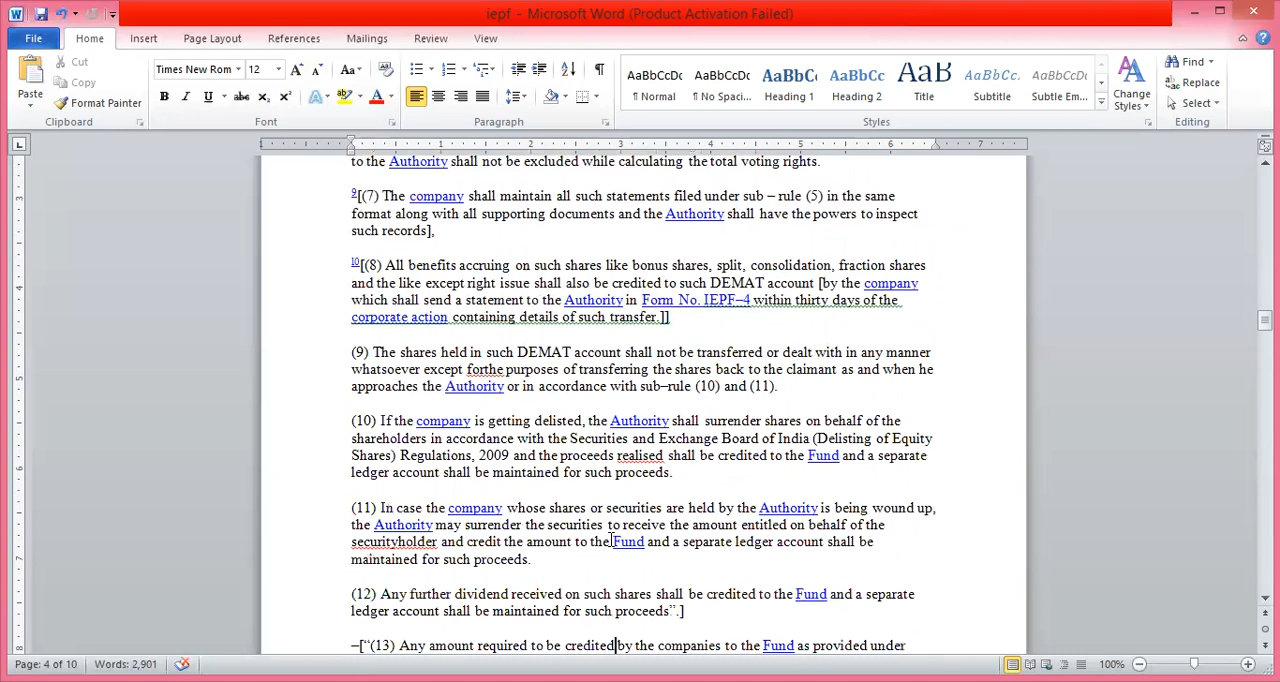 iepf - Microsoft Word (Product Activation Failed)
File Home Insert Page Layout References Mailings Review View
Cut
Copy
Format Painter
Paste
Clipboard
Times New Rom 12
Font
Paragraph
AaBbCcDc AaBbCcDc AaBbCc AaBbCc AaBbC AaBbCc. AaBbCcDc
¶ Normal ¶ No Spaci... Heading 1 Heading 2 Title Subtitle Subtle Em...
Change Styles
Styles
Find
Replace
Select
Editing
1 1 2 3 4 5 6 7
to the Authority shall not be excluded while calculating the total voting rights.
9[(7) The company shall maintain all such statements filed under sub – rule (5) in the same
format along with all supporting documents and the Authority shall have the powers to inspect
such records],
10[(8) All benefits accruing on such shares like bonus shares, split, consolidation, fraction shares
and the like except right issue shall also be credited to such DEMAT account [by the company
which shall send a statement to the Authority in Form No. IEPF–4 within thirty days of the
corporate action containing details of such transfer.]]
(9) The shares held in such DEMAT account shall not be transferred or dealt with in any manner
whatsoever except forthe purposes of transferring the shares back to the claimant as and when he
approaches the Authority or in accordance with sub–rule (10) and (11).
(10) If the company is getting delisted, the Authority shall surrender shares on behalf of the
shareholders in accordance with the Securities and Exchange Board of India (Delisting of Equity
Shares) Regulations, 2009 and the proceeds realised shall be credited to the Fund and a separate
ledger account shall be maintained for such proceeds.
(11) In case the company whose shares or securities are held by the Authority is being wound up,
the Authority may surrender the securities to receive the amount entitled on behalf of the
securityholder and credit the amount to the Fund and a separate ledger account shall be
maintained for such proceeds.
(12) Any further dividend received on such shares shall be credited to the Fund and a separate
ledger account shall be maintained for such proceeds”.]
–[“(13) Any amount required to be credited by the companies to the Fund as provided under
Page: 4 of 10 Words: 2,901 100%